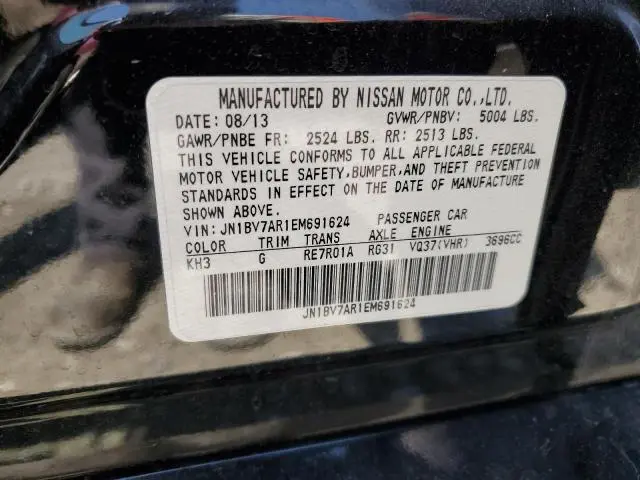 MANUFACTURED BY NISSAN MOTOR CO.,LTD.
DATE: 08/13 GVWR/PNBV: 5004 LBS.
GAWR/PNBE FR: 2524 LBS. RR: 2513 LBS.
THIS VEHICLE CONFORMS TO ALL APPLICABLE FEDERAL
MOTOR VEHICLE SAFETY,BUMPER,AND THEFT PREVENTION
STANDARDS IN EFFECT ON THE DATE OF MANUFACTURE
SHOWN ABOVE.
VIN: JN1BV7AR1EM691624 PASSENGER CAR
COLOR TRIM TRANS AXLE ENGINE
KH3 G RE7R01A RG31 VQ37(VHR) 3696CC
JN1BV7AR1EM691624